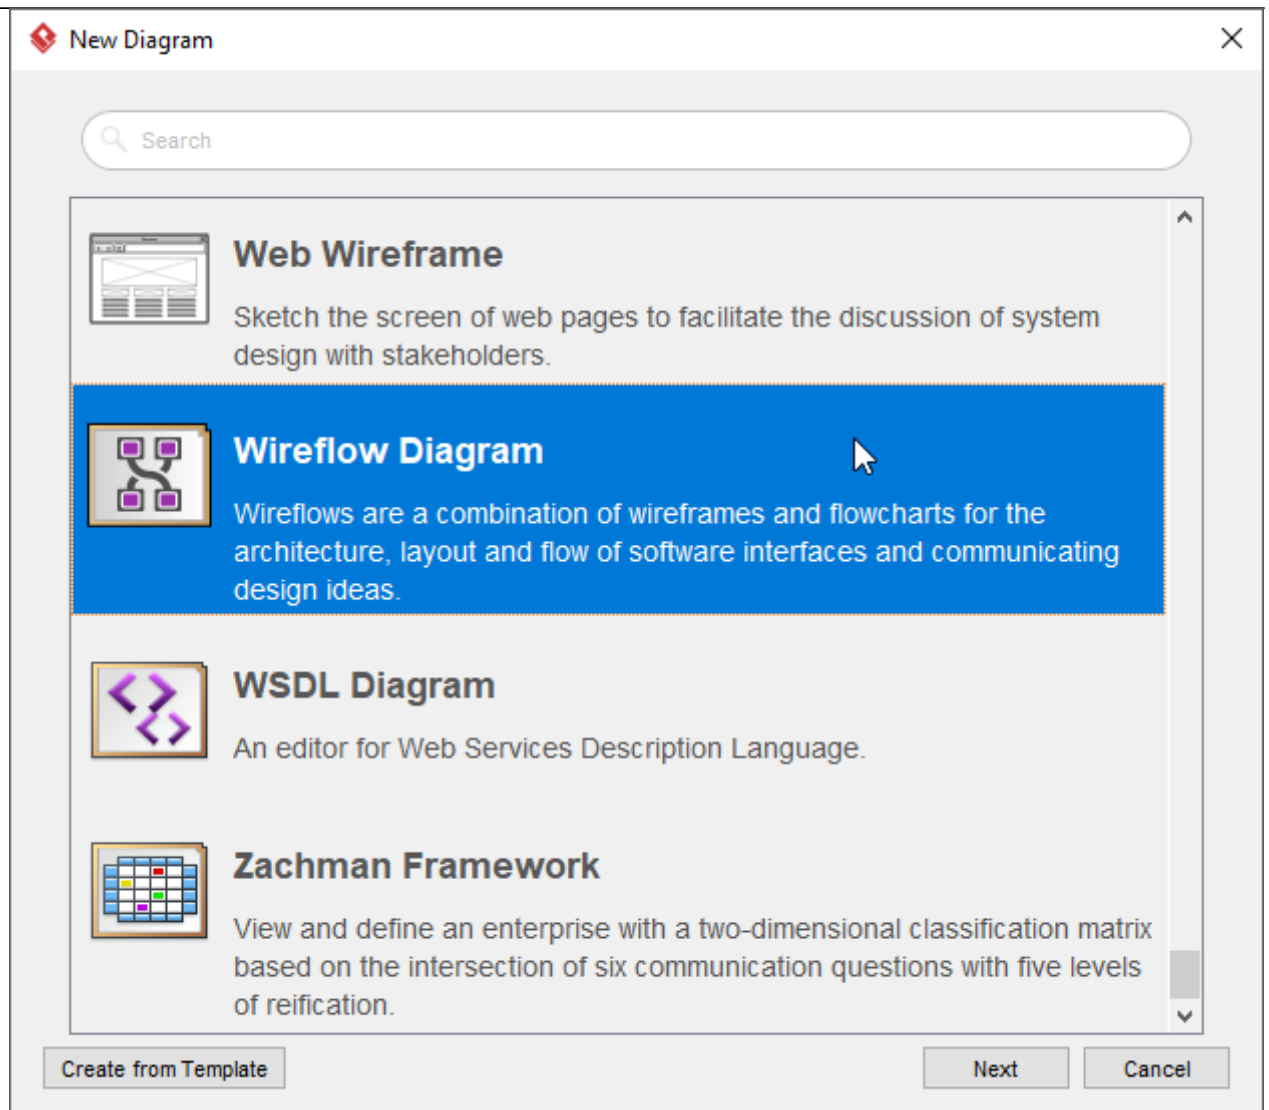 New Diagram
Search
Web Wireframe
Sketch the screen of web pages to facilitate the discussion of system
design with stakeholders.
Wireflow Diagram
Wireflows are a combination of wireframes and flowcharts for the
architecture, layout and flow of software interfaces and communicating
design ideas.
WSDL Diagram
An editor for Web Services Description Language.
Zachman Framework
View and define an enterprise with a two-dimensional classification matrix
based on the intersection of six communication questions with five levels
of reification.
Create from Template
Next
Cancel